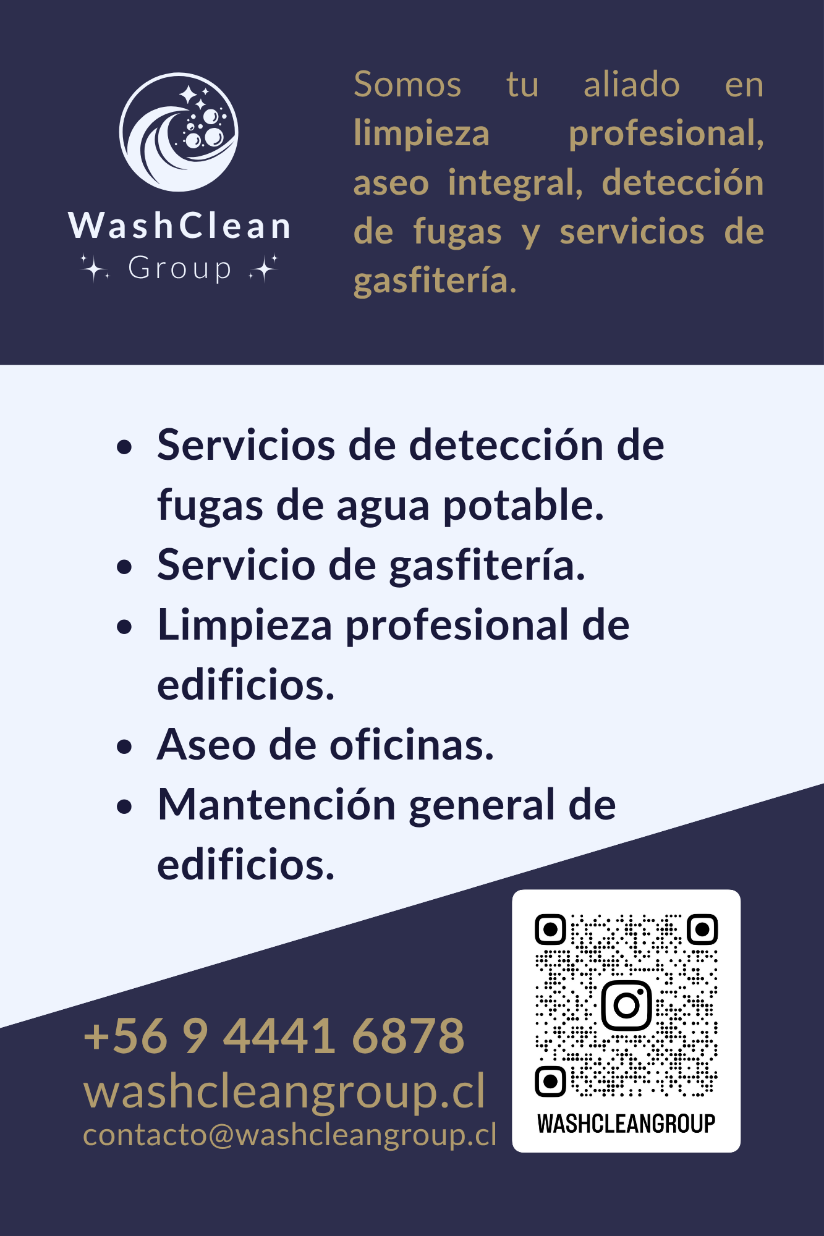 WashClean
Group
Somos tu aliado en
limpieza profesional,
aseo integral, detección
de fugas y servicios de
gasfitería.
• Servicios de detección de
fugas de agua potable.
• Servicio de gasfitería.
• Limpieza profesional de
edificios.
• Aseo de oficinas.
• Mantención general de
edificios.
+56 9 4441 6878
washcleangroup.cl
contacto@washcleangroup.cl
WASHCLEANGROUP